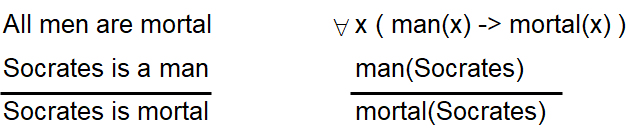 All men are mortal
Socrates is a man
Socrates is mortal
∀ x ( man(x) -> mortal(x) )
man(Socrates)
mortal(Socrates)